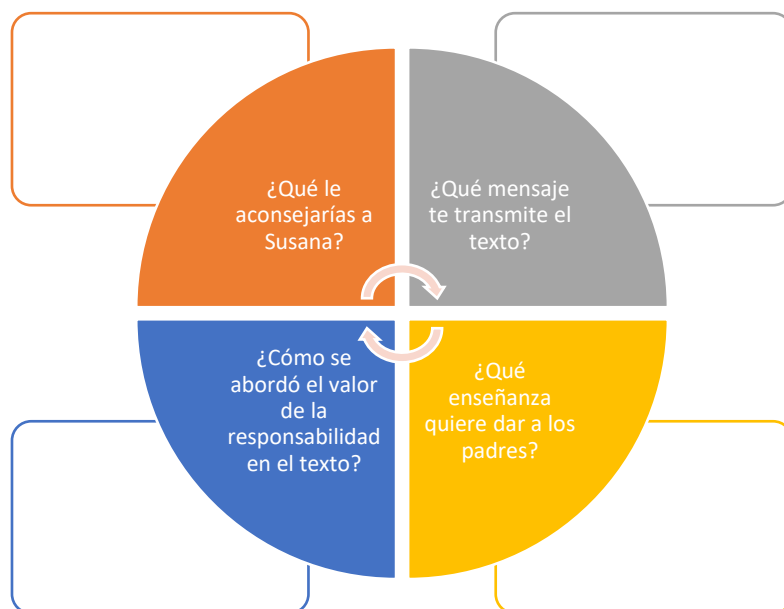 ¿Qué le
aconsejarías a
Susana?
¿Qué mensaje
te transmite el
texto?
¿Cómo se
abordó el valor
de la
responsabilidad
en el texto?
¿Qué
enseñanza
quiere dar a los
padres?